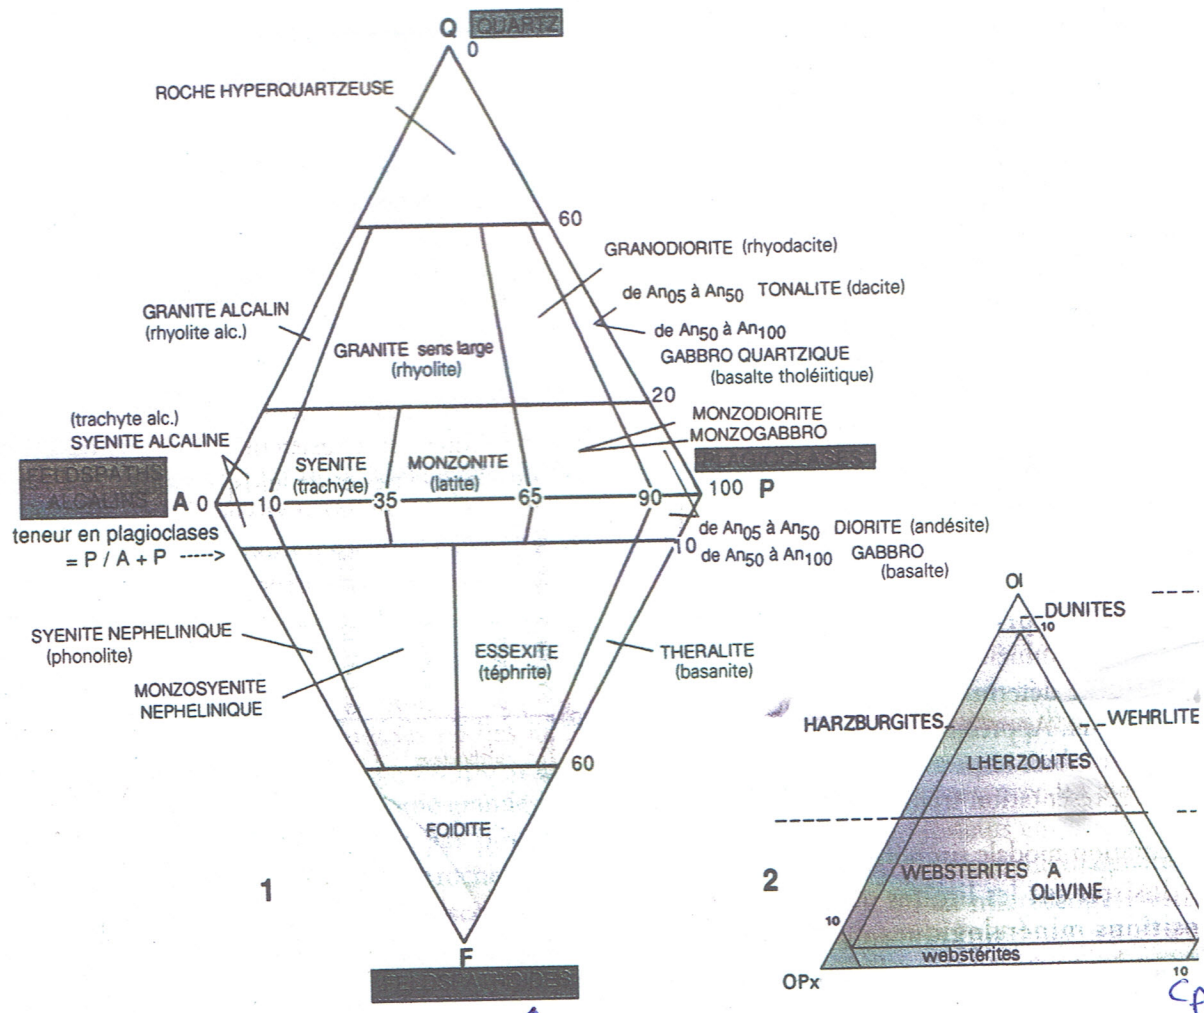 Q QUARTZ
0
ROCHE HYPERQUARTZEUSE
60
GRANODIORITE (rhyodacite)
de An05 à An50 TONALITE (dacite)
de An50 à An100
GABBRO QUARTZIQUE
(basalte tholéiitique)
GRANITE ALCALIN
(rhyolite alc.)
GRANITE sens large
(rhyolite)
20
(trachyte alc.)
SYENITE ALCALINE
MONZODIORITE
MONZOGABBRO
PLAGIOCLASES
FELDSPATHS
ALCALINS
SYENITE
(trachyte)
MONZONITE
(latite)
A 0 10 35 65 90 100 P
teneur en plagioclases
= P / A + P ----->
de An05 à An50 DIORITE (andésite)
10 de An50 à An100 GABBRO
(basalte)
SYENITE NEPHELINIQUE
(phonolite)
MONZOSYENITE
NEPHELINIQUE
ESSEXITE
(téphrite)
THERALITE
(basanite)
60
FOIDITE
1
F
FELDSPATHOIDES
Ol
DUNITES
10
HARZBURGITES
WEHRLITE
LHERZOLITES
2
WEBSTERITES A
OLIVINE
10
webstérites
OPx
10
Cp